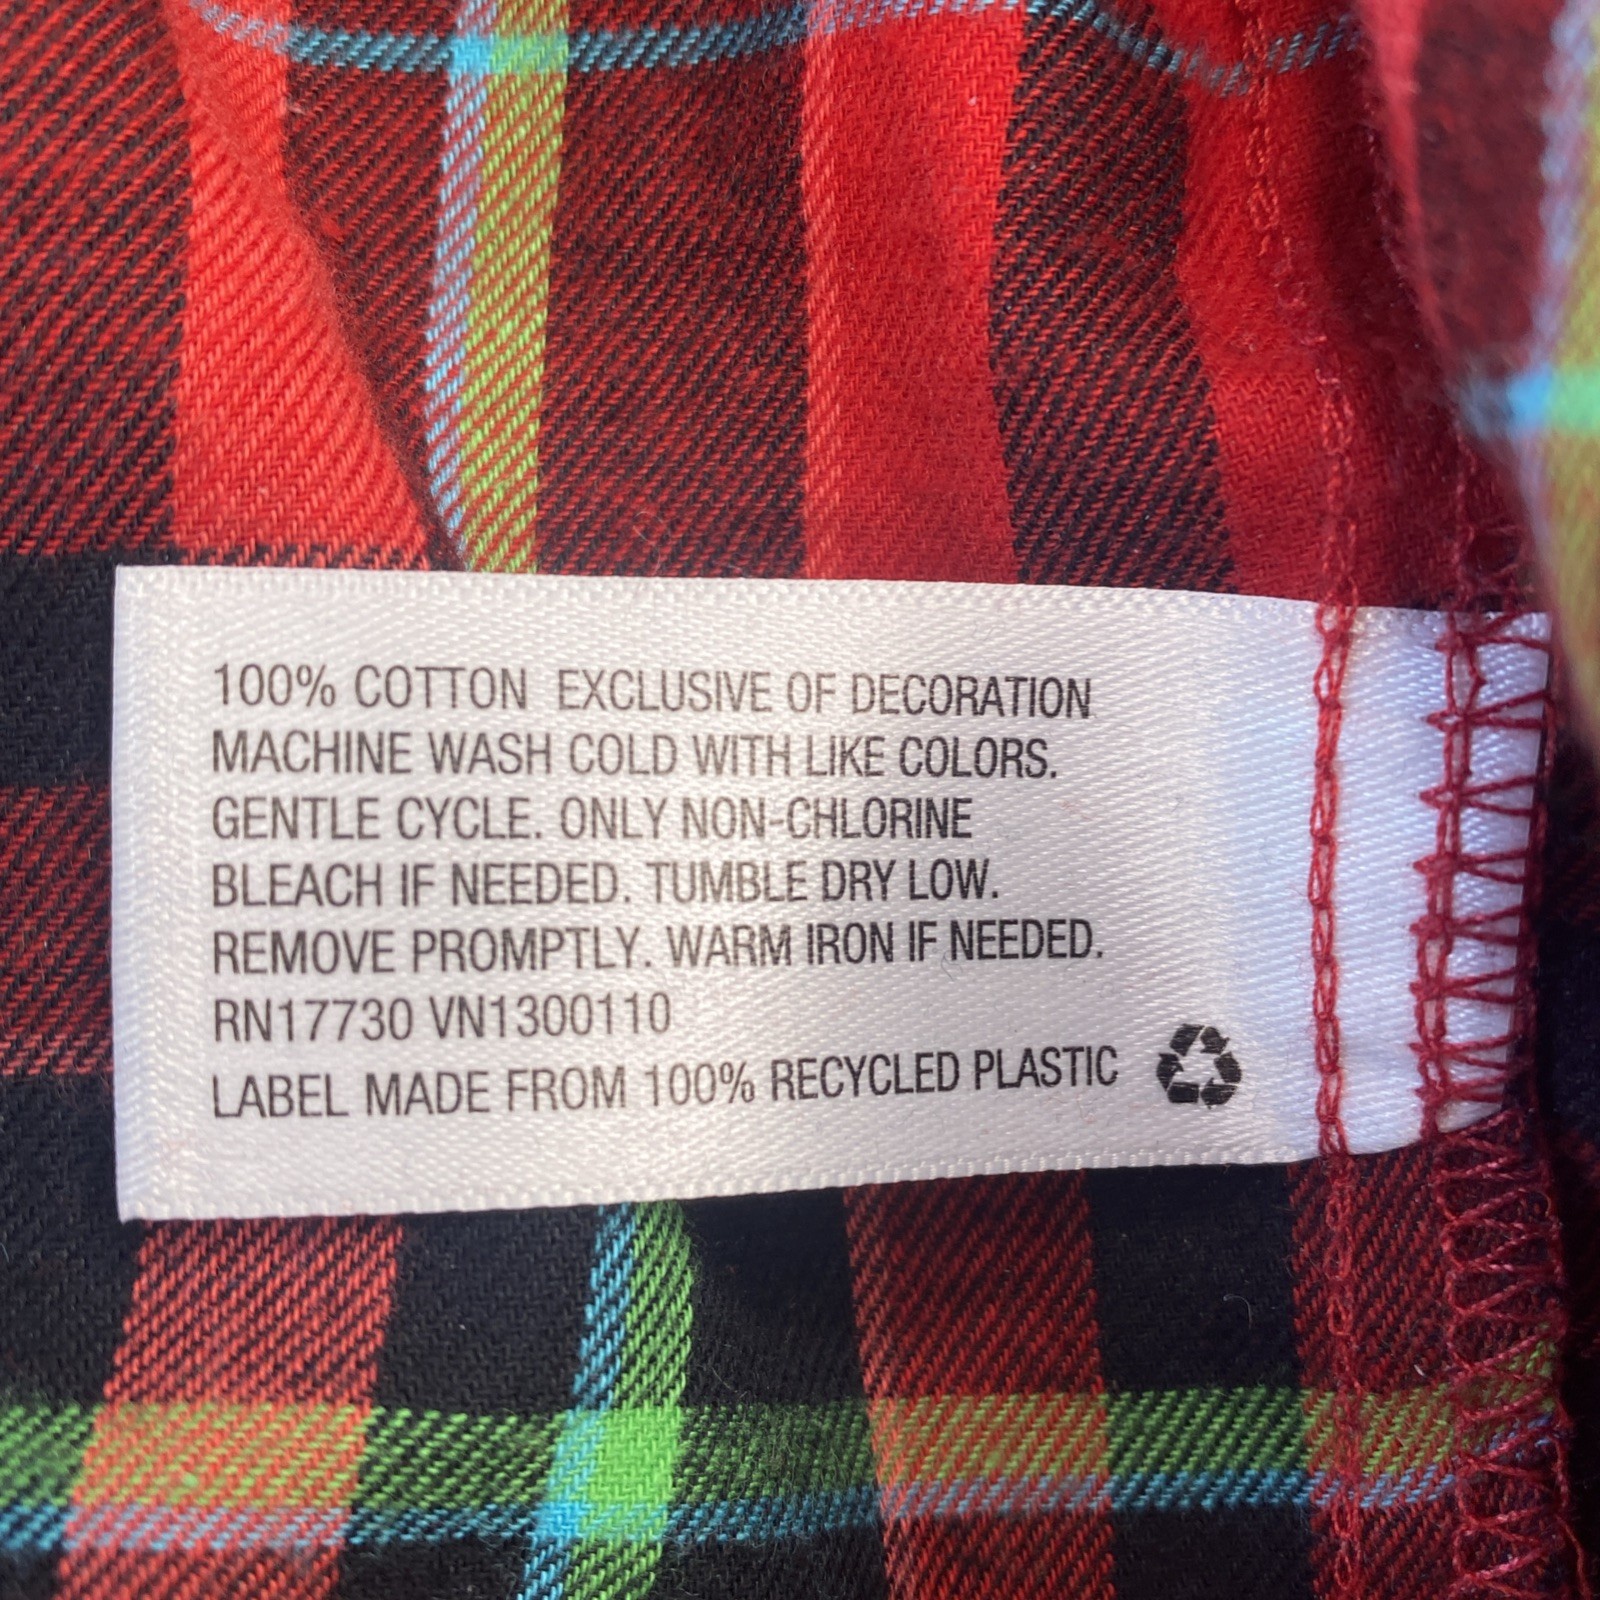 100% COTTON EXCLUSIVE OF DECORATION
MACHINE WASH COLD WITH LIKE COLORS.
GENTLE CYCLE. ONLY NON-CHLORINE
BLEACH IF NEEDED. TUMBLE DRY LOW.
REMOVE PROMPTLY. WARM IRON IF NEEDED.
RN17730 VN1300110
LABEL MADE FROM 100% RECYCLED PLASTIC